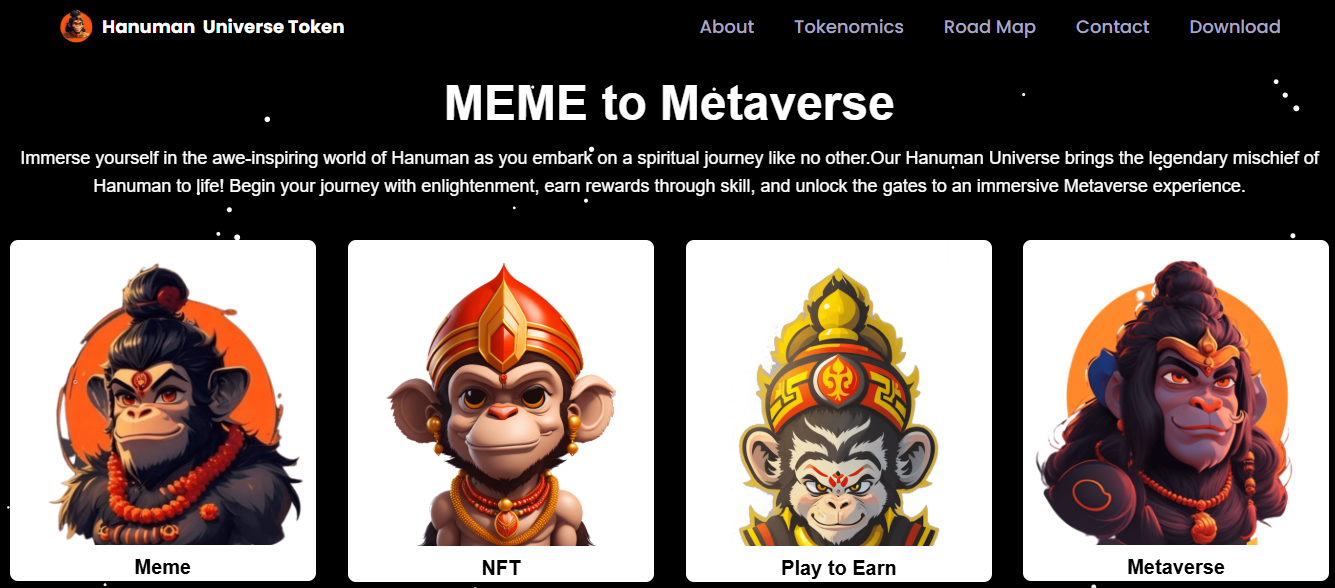 Hanuman Universe Token
About
Tokenomics
Road Map
Contact
Download
MEME to Metaverse
Immerse yourself in the awe-inspiring world of Hanuman as you embark on a spiritual journey like no other.Our Hanuman Universe brings the legendary mischief of
Hanuman to life! Begin your journey with enlightenment, earn rewards through skill, and unlock the gates to an immersive Metaverse experience.
Meme
NFT
Play to Earn
Metaverse